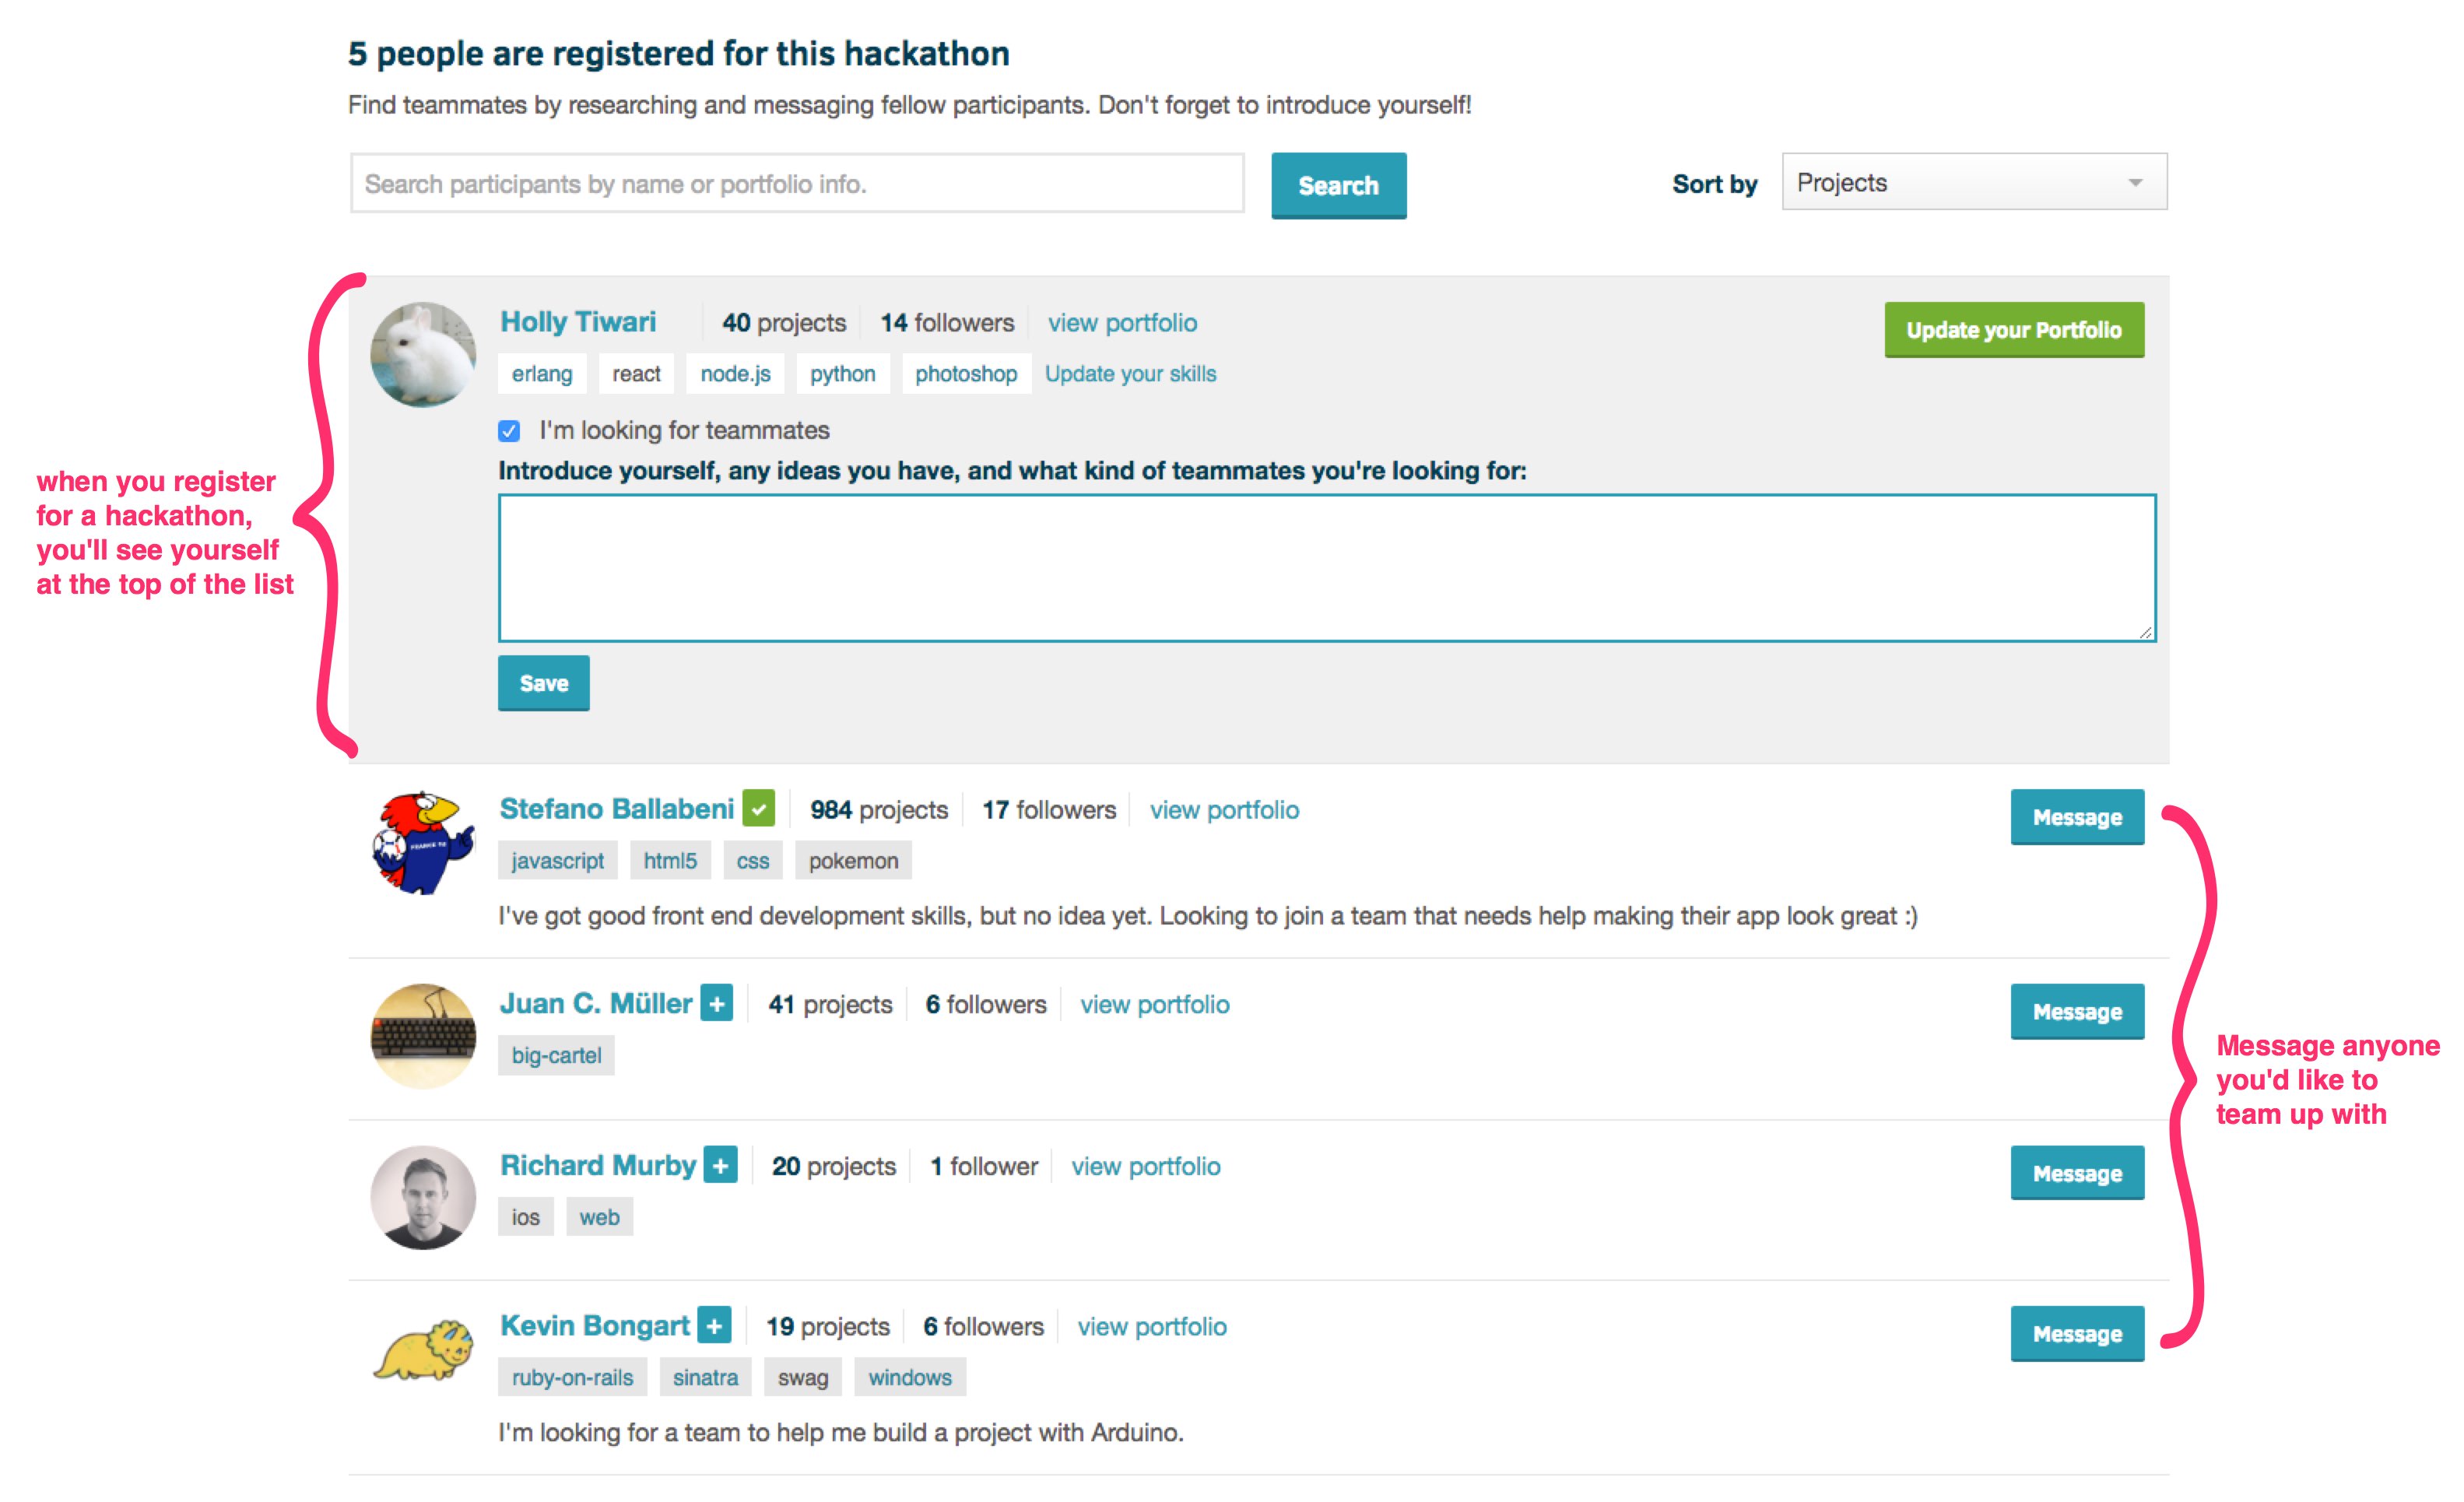 5 people are registered for this hackathon
Find teammates by researching and messaging fellow participants. Don't forget to introduce yourself!
Search participants by name or portfolio info.
Search
Sort by
Projects
Holly Tiwari 40 projects 14 followers view portfolio
Update your Portfolio
erlang react node.js python photoshop Update your skills
I'm looking for teammates
Introduce yourself, any ideas you have, and what kind of teammates you're looking for:
when you register
for a hackathon,
you'll see yourself
at the top of the list
Save
Stefano Ballabeni 984 projects 17 followers view portfolio
Message
javascript html5 css pokemon
I've got good front end development skills, but no idea yet. Looking to join a team that needs help making their app look great :)
Juan C. Müller + 41 projects 6 followers view portfolio
Message
big-cartel
Message anyone
you'd like to
team up with
Richard Murby + 20 projects 1 follower view portfolio
Message
ios web
Kevin Bongart + 19 projects 6 followers view portfolio
Message
ruby-on-rails sinatra swag windows
I'm looking for a team to help me build a project with Arduino.